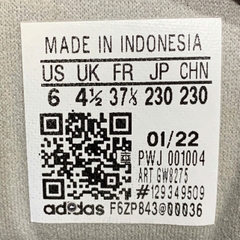 MADE IN INDONESIA
US UK FR JP CHN
6 4½ 37⅓ 230 230
01/22
PWJ 001004
ART GW8275
#129349509
adidas F6ZPB43@00036